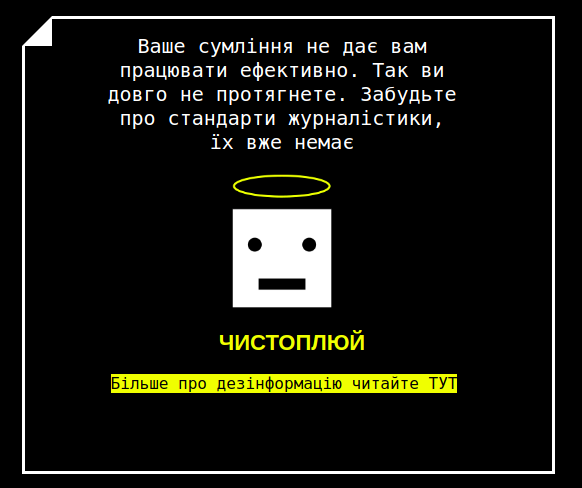 Ваше сумління не дає вам
працювати ефективно. Так ви
довго не протягнете. Забудьте
про стандарти журналістики,
їх вже немає
ЧИСТОПЛЮЙ
Більше про дезінформацію читайте ТУТ